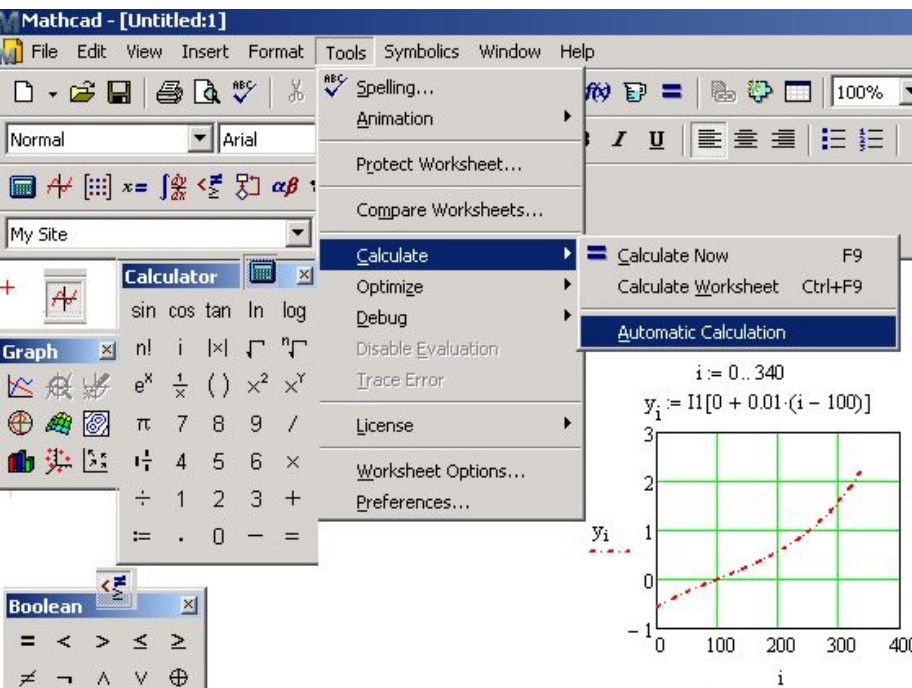 Mathcad - [Untitled:1]
File Edit View Insert Format Tools Symbolics Window Help
100%
Normal Arial I U
My Site
Spelling...
Animation
Protect Worksheet...
Compare Worksheets...
Calculate
Optimize
Debug
Disable Evaluation
Trace Error
License
Worksheet Options...
Preferences...
Calculate Now F9
Calculate Worksheet Ctrl+F9
Automatic Calculation
Calculator
sin cos tan ln log
n! i |×| √ ⁿ√
eˣ 1/x ( ) ×² ×ʸ
π 7 8 9 /
4 5 6 ×
÷ 1 2 3 +
:= . 0 − =
Graph
Boolean
= < > ≤ ≥
≠ ¬ ∧ ∨ ⊕
i := 0.. 340
yᵢ := I1[0 + 0.01·(i − 100)]
3
2
1
0
−1
yᵢ
0 100 200 300 400
i